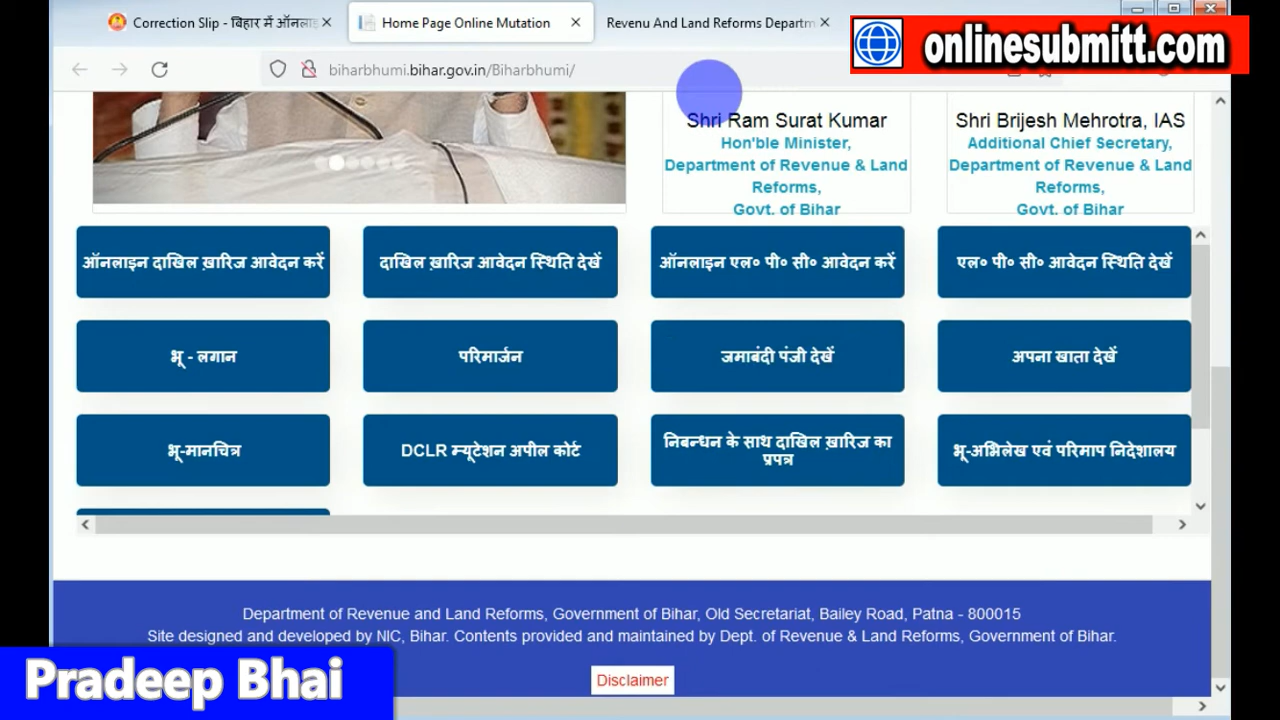 Correction Slip - बिहार में ऑनलाइ
Home Page Online Mutation
Revenu And Land Reforms Departm
onlinesubmitt.com
biharbhumi.bihar.gov.in/Biharbhumi/
Shri Ram Surat Kumar
Hon'ble Minister,
Department of Revenue & Land
Reforms,
Govt. of Bihar
Shri Brijesh Mehrotra, IAS
Additional Chief Secretary,
Department of Revenue & Land
Reforms,
Govt. of Bihar
ऑनलाइन दाखिल ख़ारिज आवेदन करें
दाखिल ख़ारिज आवेदन स्थिति देखें
ऑनलाइन एल० पी० सी० आवेदन करें
एल० पी० सी० आवेदन स्थिति देखें
भू - लगान
परिमार्जन
जमाबंदी पंजी देखें
अपना खाता देखें
भू-मानचित्र
DCLR म्यूटेशन अपील कोर्ट
निबन्धन के साथ दाखिल ख़ारिज का
प्रपत्र
भू-अभिलेख एवं परिमाप निदेशालय
Department of Revenue and Land Reforms, Government of Bihar, Old Secretariat, Bailey Road, Patna - 800015
Site designed and developed by NIC, Bihar. Contents provided and maintained by Dept. of Revenue & Land Reforms, Government of Bihar.
Pradeep Bhai
Disclaimer